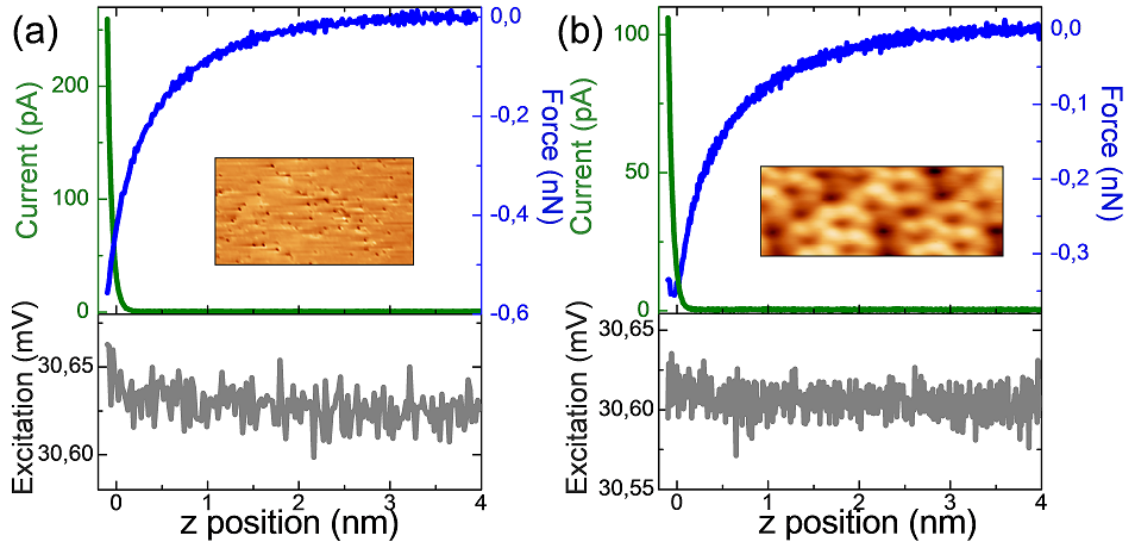 (a)
Current (pA)
200
100
0
0,0
-0,2
-0,4
-0,6
Force (nN)
Excitation (mV)
30,65
30,60
0 1 2 3 4
z position (nm)
(b)
Current (pA)
100
50
0
0,0
-0,1
-0,2
-0,3
Force (nN)
Excitation (mV)
30,65
30,60
30,55
0 1 2 3 4
z position (nm)